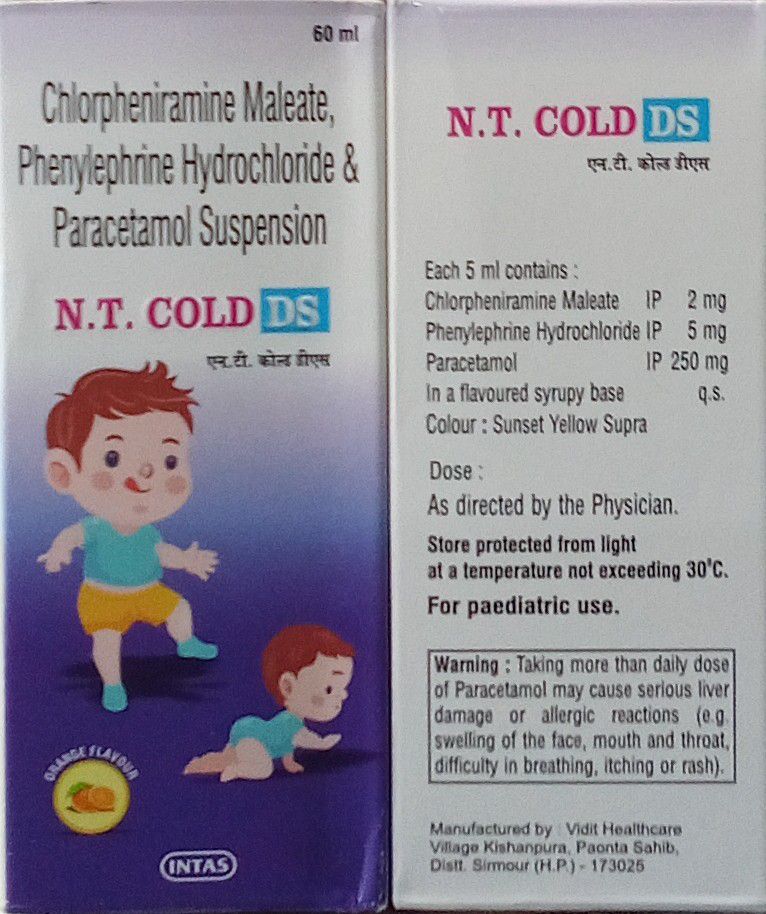 60 ml
Chlorpheniramine Maleate,
Phenylephrine Hydrochloride &
Paracetamol Suspension
N.T. COLD DS
एन.टी. कोल्ड डीएस
ORANGE FLAVOUR
INTAS
N.T. COLD DS
एन.टी. कोल्ड डीएस
Each 5 ml contains :
Chlorpheniramine Maleate IP 2 mg
Phenylephrine Hydrochloride IP 5 mg
Paracetamol IP 250 mg
In a flavoured syrupy base q.s.
Colour : Sunset Yellow Supra
Dose :
As directed by the Physician.
Store protected from light
at a temperature not exceeding 30°C.
For paediatric use.
Warning : Taking more than daily dose
of Paracetamol may cause serious liver
damage or allergic reactions (e.g.
swelling of the face, mouth and throat,
difficulty in breathing, itching or rash).
Manufactured by : Vidit Healthcare
Village Kishanpura, Paonta Sahib,
Distt. Sirmour (H.P.) - 173025